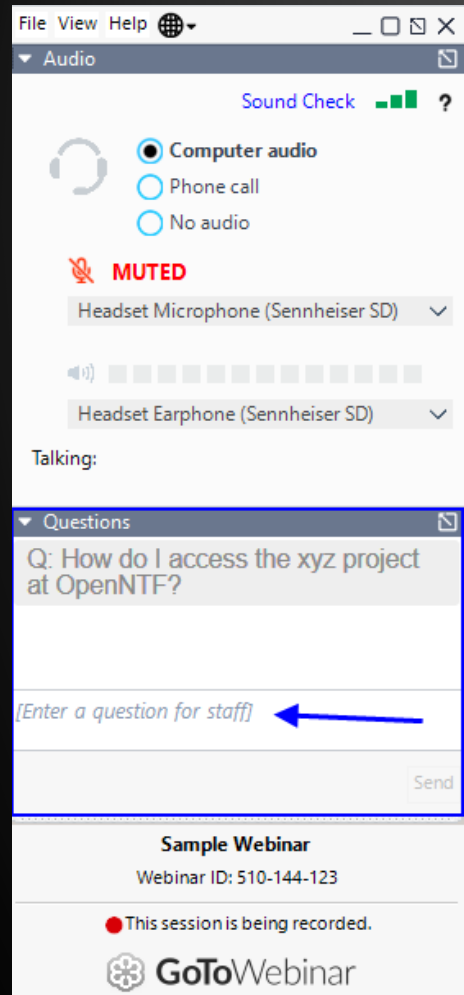 File View Help
Audio
Sound Check ?
Computer audio
Phone call
No audio
MUTED
Headset Microphone (Sennheiser SD)
Headset Earphone (Sennheiser SD)
Talking:
Questions
Q: How do I access the xyz project
at OpenNTF?
[Enter a question for staff]
Send
Sample Webinar
Webinar ID: 510-144-123
This session is being recorded.
GoToWebinar